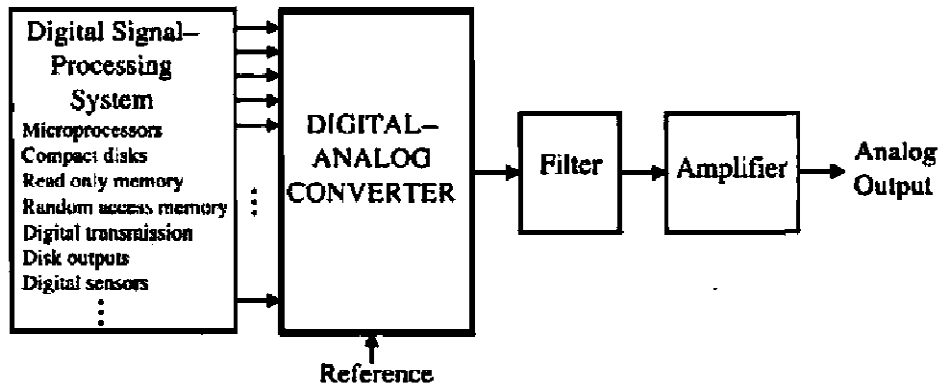 Digital Signal–
Processing
System
Microprocessors
Compact disks
Read only memory
Random access memory
Digital transmission
Disk outputs
Digital sensors
DIGITAL–
ANALOG
CONVERTER
Reference
Filter
Amplifier
Analog
Output